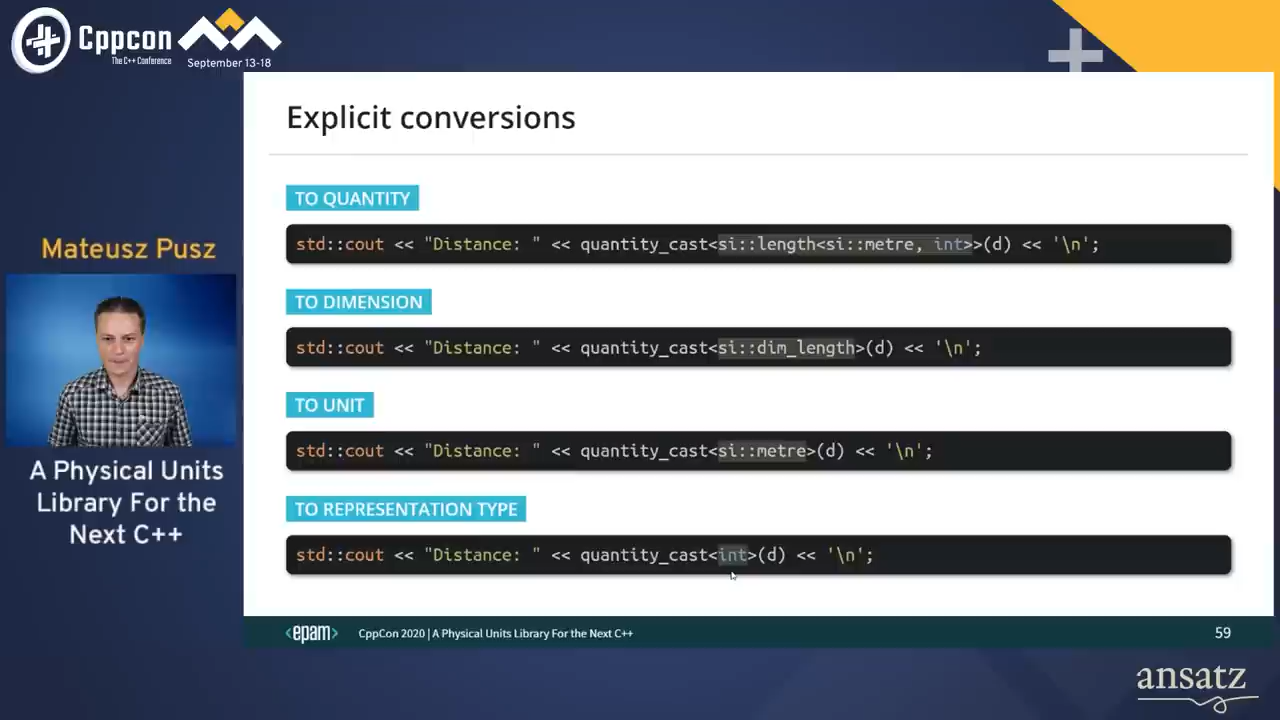 Cppcon
The C++ Conference
September 13-18
Explicit conversions
TO QUANTITY
std::cout << "Distance: " << quantity_cast<si::length<si::metre, int>>(d) << '\n';
TO DIMENSION
std::cout << "Distance: " << quantity_cast<si::dim_length>(d) << '\n';
TO UNIT
std::cout << "Distance: " << quantity_cast<si::metre>(d) << '\n';
TO REPRESENTATION TYPE
std::cout << "Distance: " << quantity_cast<int>(d) << '\n';
Mateusz Pusz
A Physical Units
Library For the
Next C++
<epam>
CppCon 2020 | A Physical Units Library For the Next C++
59
ansatz